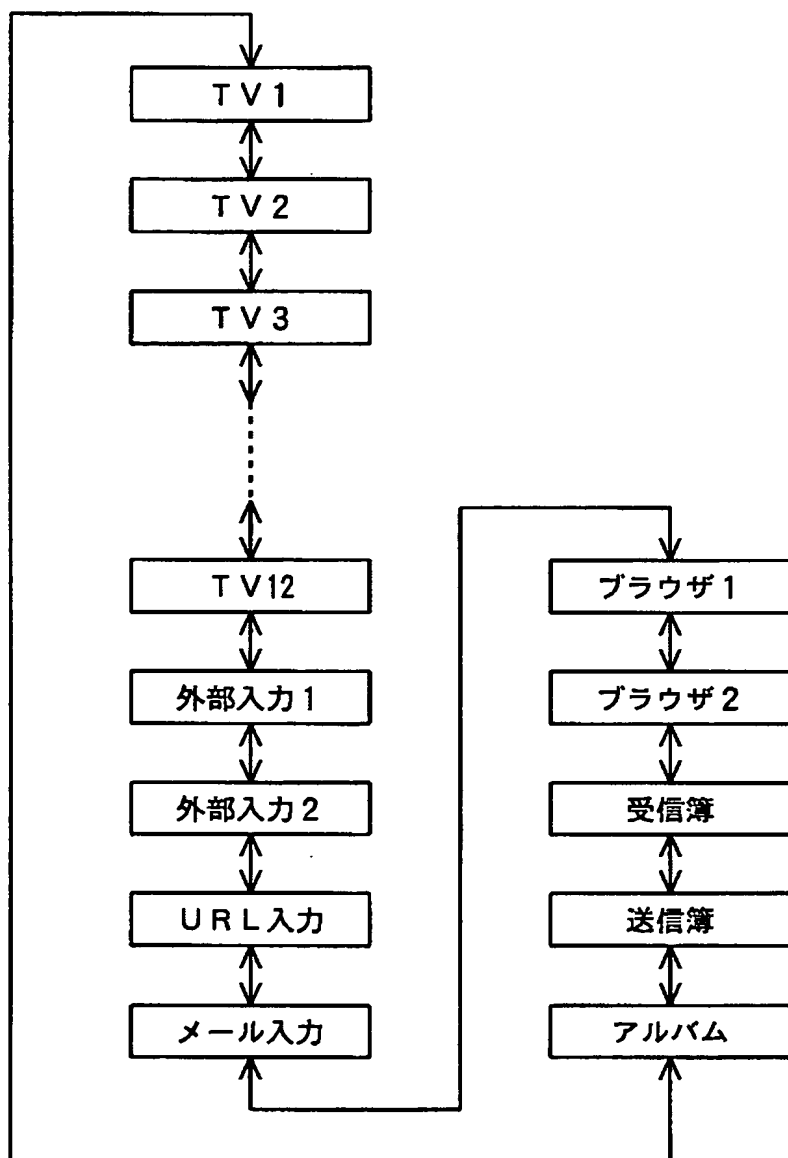 TV1
TV2
TV3
TV12
外部入力1
外部入力2
URL入力
メール入力
ブラウザ1
ブラウザ2
受信簿
送信簿
アルバム